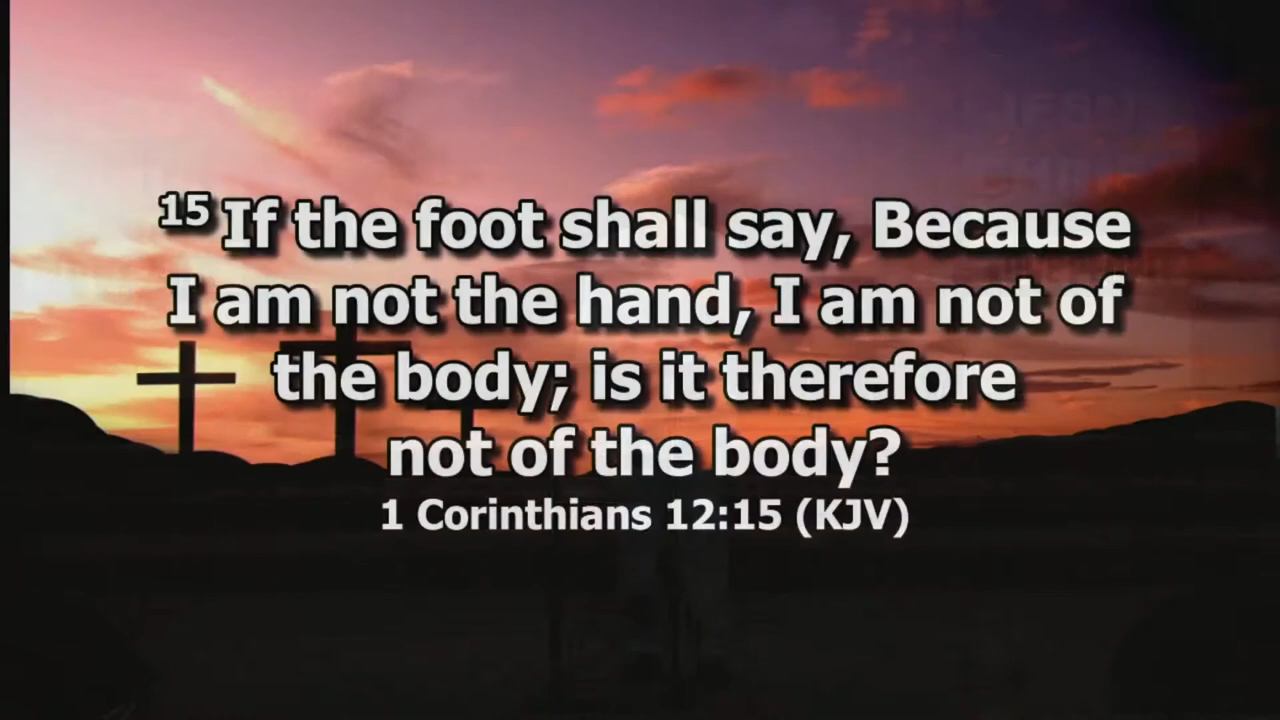 15 If the foot shall say, Because
I am not the hand, I am not of
the body; is it therefore
not of the body?
1 Corinthians 12:15 (KJV)